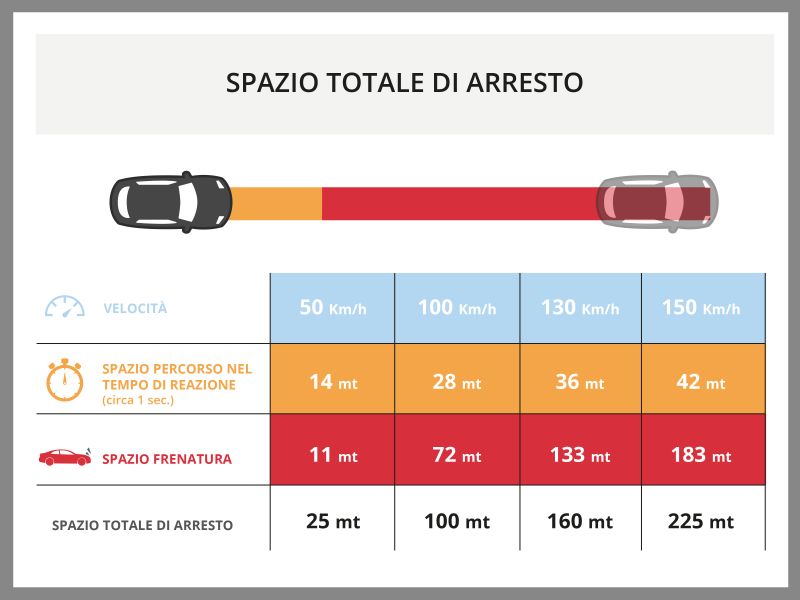 SPAZIO TOTALE DI ARRESTO
VELOCITÀ 50 Km/h 100 Km/h 130 Km/h 150 Km/h
SPAZIO PERCORSO NEL
TEMPO DI REAZIONE 14 mt 28 mt 36 mt 42 mt
(circa 1 sec.)
SPAZIO FRENATURA 11 mt 72 mt 133 mt 183 mt
SPAZIO TOTALE DI ARRESTO 25 mt 100 mt 160 mt 225 mt